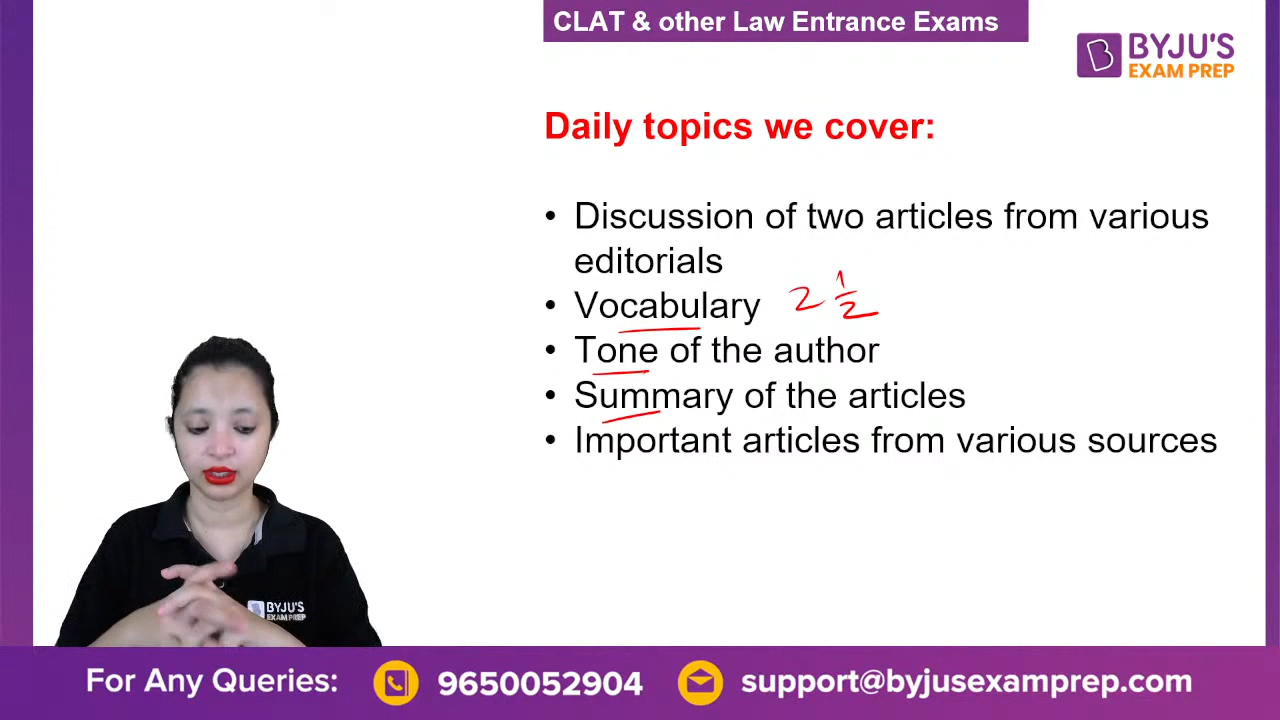 CLAT & other Law Entrance Exams
BYJU'S
EXAM PREP
Daily topics we cover:
• Discussion of two articles from various
editorials
• Vocabulary 2 1/2
• Tone of the author
• Summary of the articles
• Important articles from various sources
BYJU'S
EXAM PREP
For Any Queries: 9650052904 support@byjusexamprep.com